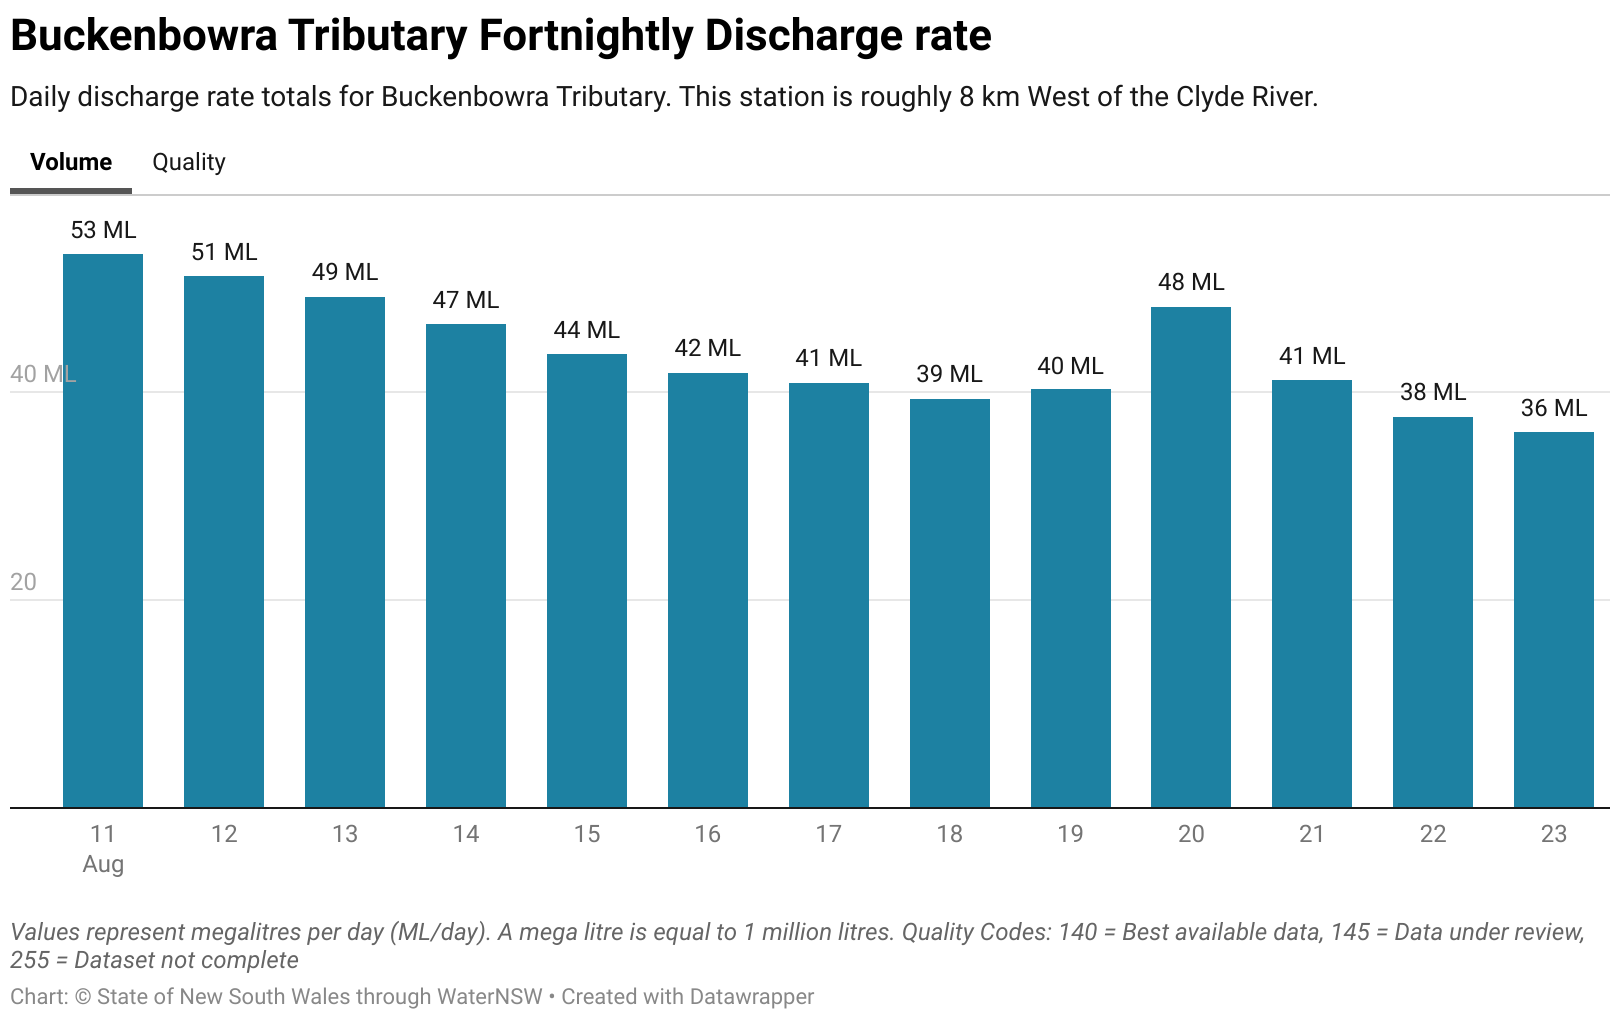 Buckenbowra Tributary Fortnightly Discharge rate
Daily discharge rate totals for Buckenbowra Tributary. This station is roughly 8 km West of the Clyde River.
Volume Quality
53 ML 51 ML 49 ML 47 ML 44 ML 42 ML 41 ML 39 ML 40 ML 48 ML 41 ML 38 ML 36 ML
40 ML
20
11 12 13 14 15 16 17 18 19 20 21 22 23
Aug
Values represent megalitres per day (ML/day). A mega litre is equal to 1 million litres. Quality Codes: 140 = Best available data, 145 = Data under review,
255 = Dataset not complete
Chart: © State of New South Wales through WaterNSW • Created with Datawrapper